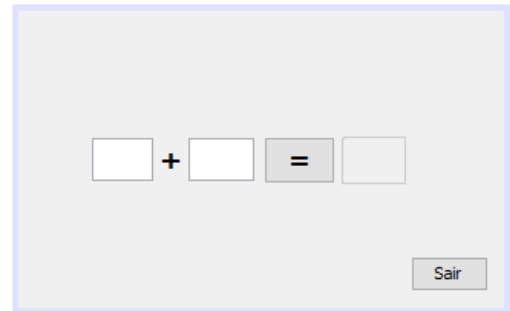 + =
Sair